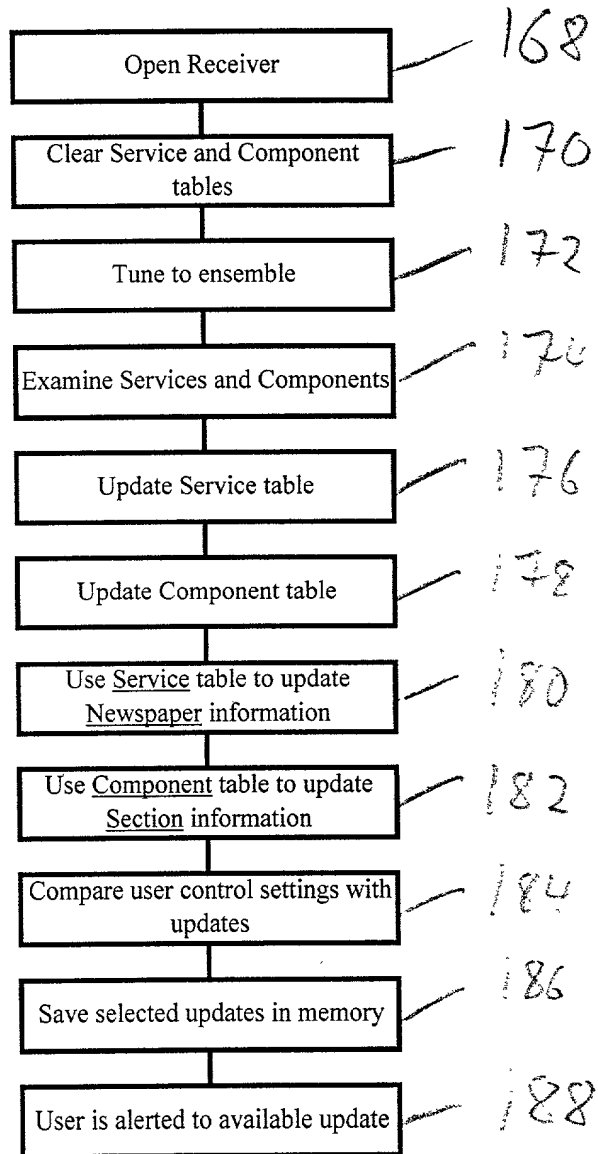 Open Receiver
168
Clear Service and Component
tables
170
Tune to ensemble
172
Examine Services and Components
174
Update Service table
176
Update Component table
178
Use Service table to update
Newspaper information
180
Use Component table to update
Section information
182
Compare user control settings with
updates
184
Save selected updates in memory
186
User is alerted to available update
188